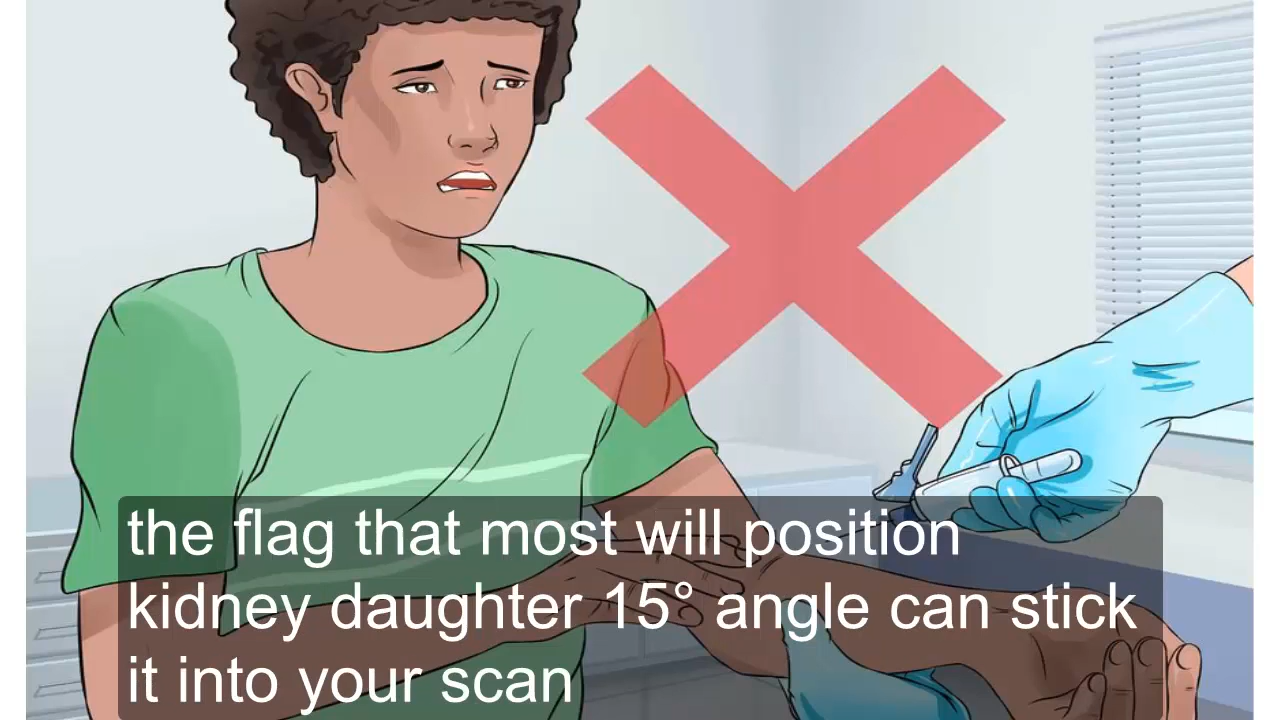 the flag that most will position
kidney daughter 15° angle can stick
it into your scan